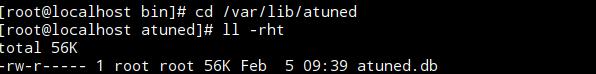 [root@localhost bin]# cd /var/lib/atuned
[root@localhost atuned]# ll -rht
total 56K
-rw-r----- 1 root root 56K Feb  5 09:39 atuned.db